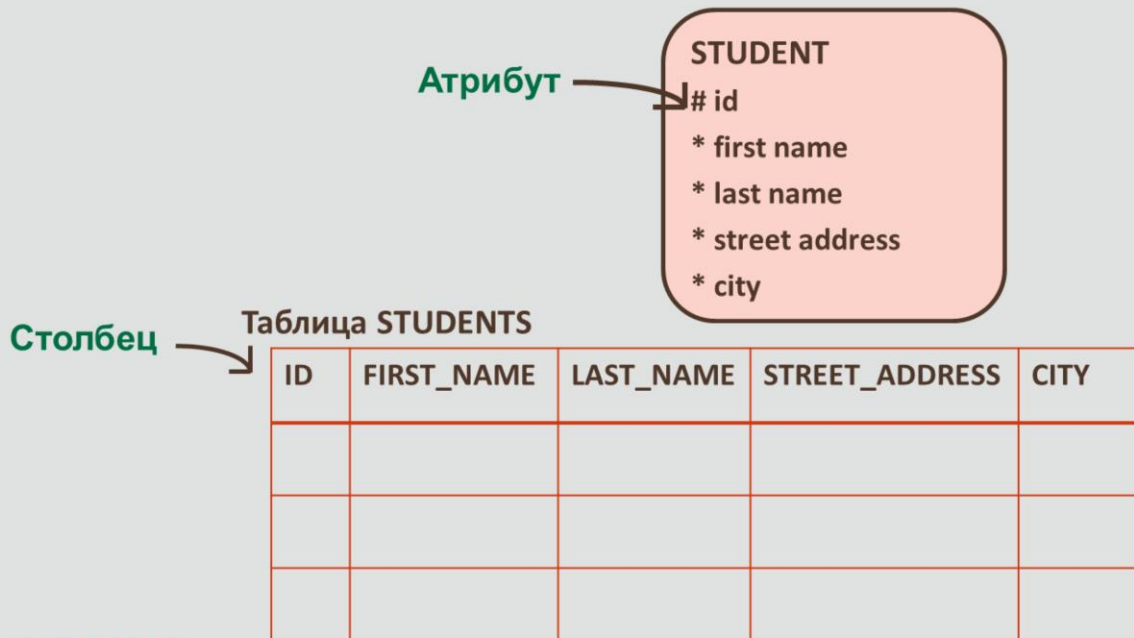 STUDENT
Атрибут
# id
* first name
* last name
* street address
* city
Таблица STUDENTS
Столбец
ID FIRST_NAME LAST_NAME STREET_ADDRESS CITY